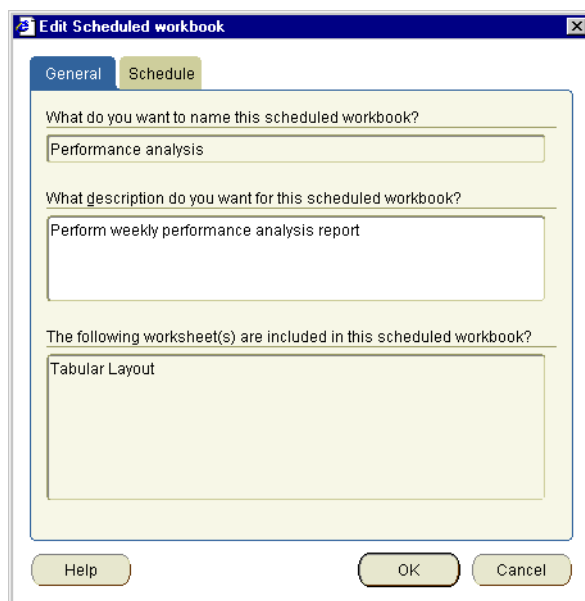 Edit Scheduled workbook
General
Schedule
What do you want to name this scheduled workbook?
Performance analysis
What description do you want for this scheduled workbook?
Perform weekly performance analysis report
The following worksheet(s) are included in this scheduled workbook?
Tabular Layout
Help
OK
Cancel